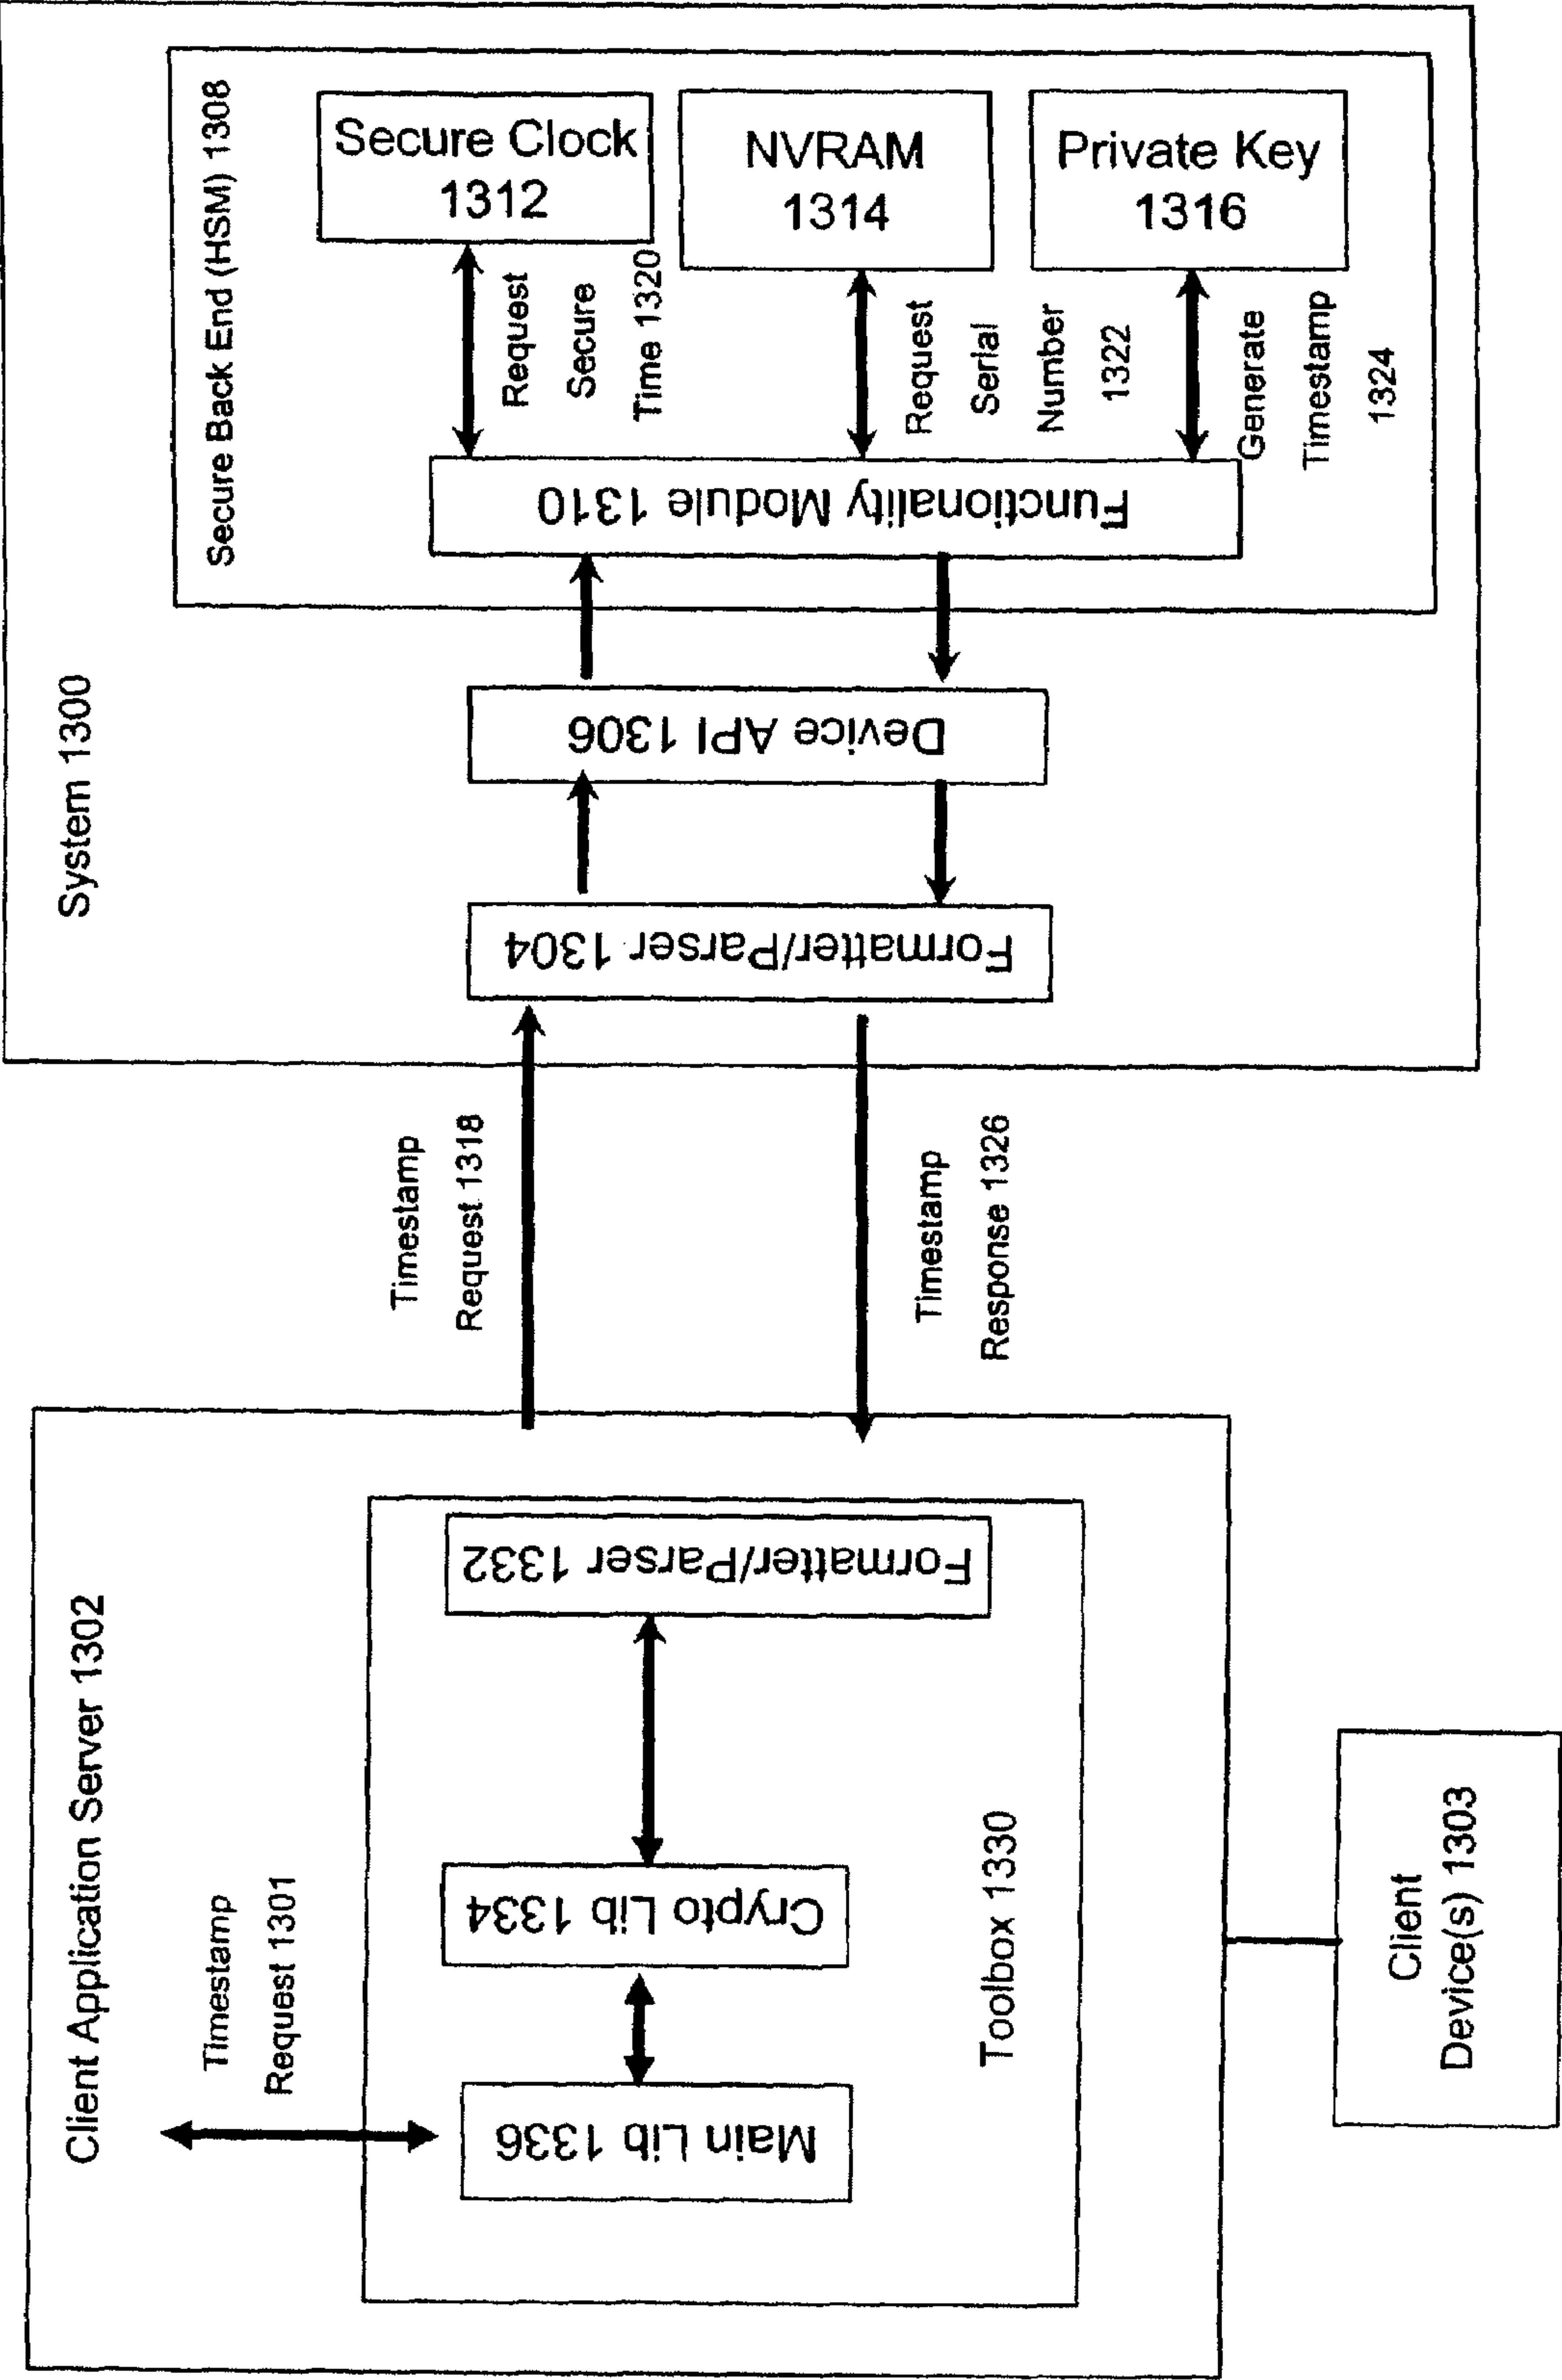 Client Application Server 1302
Timestamp
Request 1301
Main Lib 1336
Crypto Lib 1334
Formatter/Parser 1332
Toolbox 1330
Client
Device(s) 1303
Timestamp
Request 1318
Timestamp
Response 1326
System 1300
Formatter/Parser 1304
Device API 1306
Secure Back End (HSM) 1308
Functionality Module 1310
Request
Secure
Time 1320
Request
Serial
Number
1322
Generate
Timestamp
1324
Secure Clock
1312
NVRAM
1314
Private Key
1316